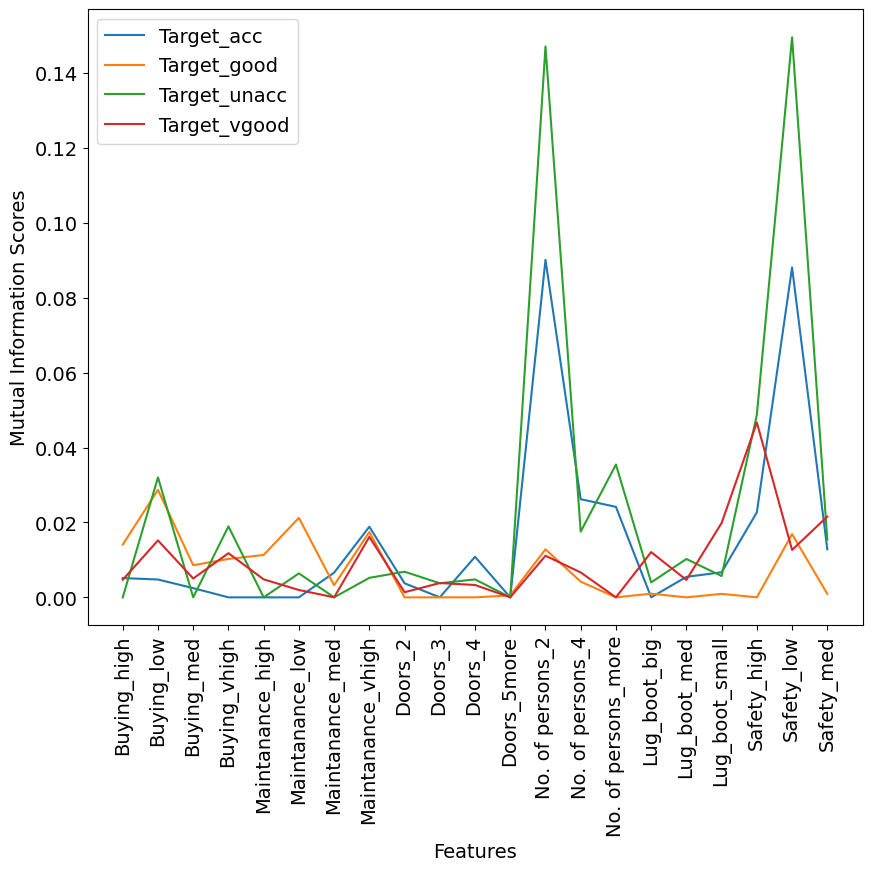 Target_acc
Target_good
Target_unacc
Target_vgood
Mutual Information Scores
0.14
0.12
0.10
0.08
0.06
0.04
0.02
0.00
Buying_high
Buying_low
Buying_med
Buying_vhigh
Maintanance_high
Maintanance_low
Maintanance_med
Maintanance_vhigh
Doors_2
Doors_3
Doors_4
Doors_5more
No. of persons_2
No. of persons_4
No. of persons_more
Lug_boot_big
Lug_boot_med
Lug_boot_small
Safety_high
Safety_low
Safety_med
Features